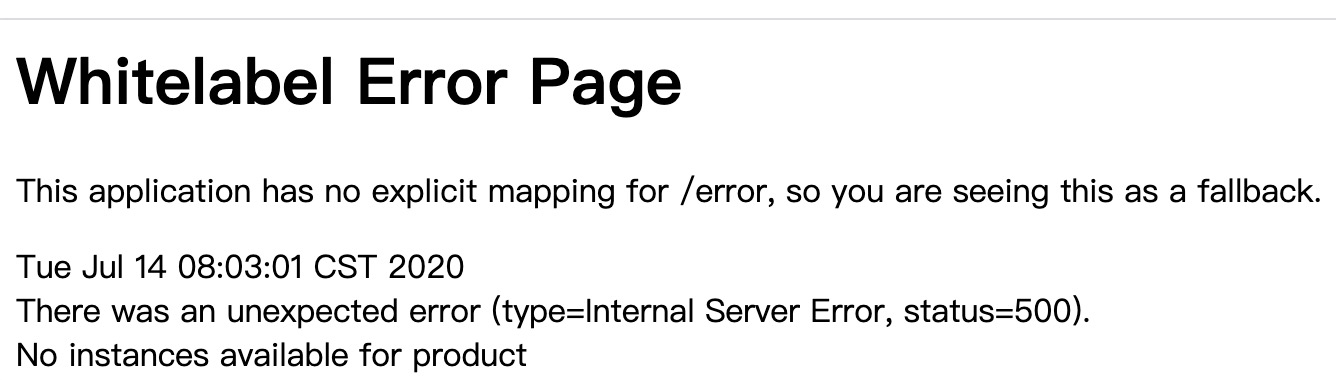 Whitelabel Error Page
This application has no explicit mapping for /error, so you are seeing this as a fallback.
Tue Jul 14 08:03:01 CST 2020
There was an unexpected error (type=Internal Server Error, status=500).
No instances available for product